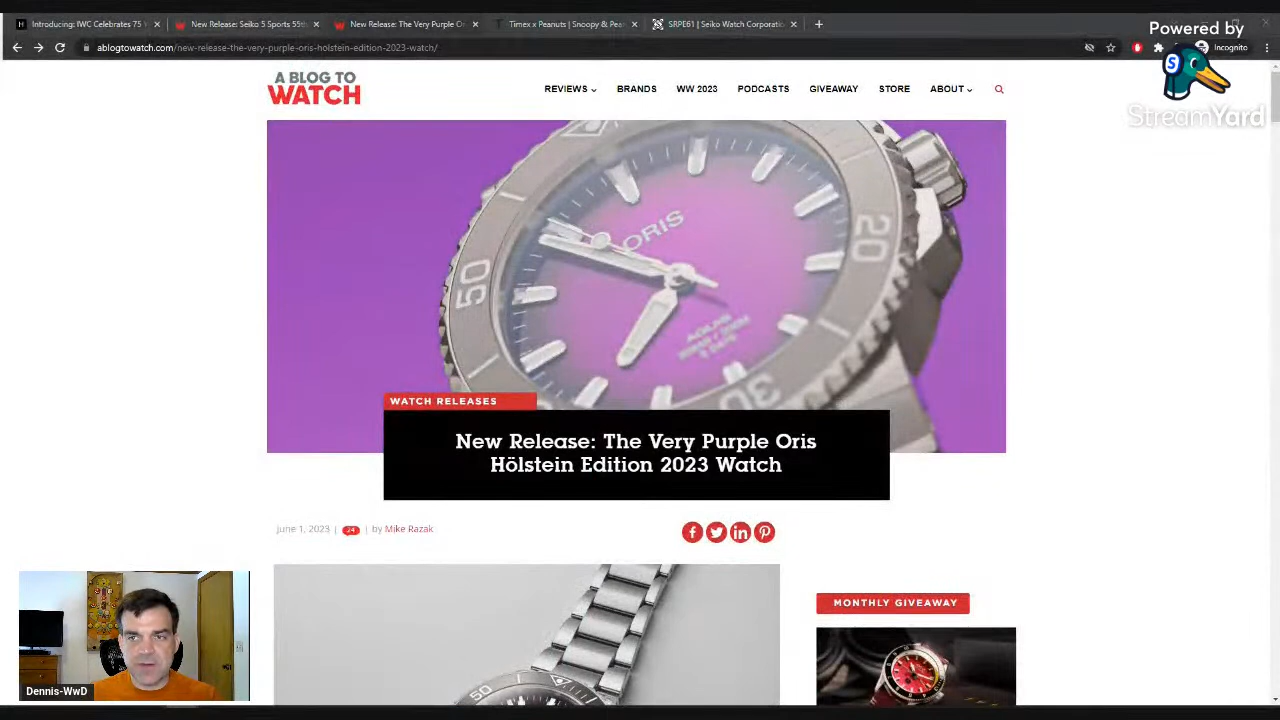 Introducing: IWC Celebrates 75
New Release: Seiko 5 Sports 55th
New Release: The Very Purple Or
Timex x Peanuts | Snoopy & Pea
SRPE61 | Seiko Watch Corporatio
ablogtowatch.com/new-release-the-very-purple-oris-holstein-edition-2023-watch/
Incognito
Powered by
S
StreamYard
A BLOG TO
WATCH
REVIEWS
BRANDS
WW 2023
PODCASTS
GIVEAWAY
STORE
ABOUT
ORIS
AQUIS
50
20
30
WATCH RELEASES
New Release: The Very Purple Oris
Hölstein Edition 2023 Watch
June 1, 2023 | 24 | by Mike Razak
MONTHLY GIVEAWAY
50
Dennis-WwD